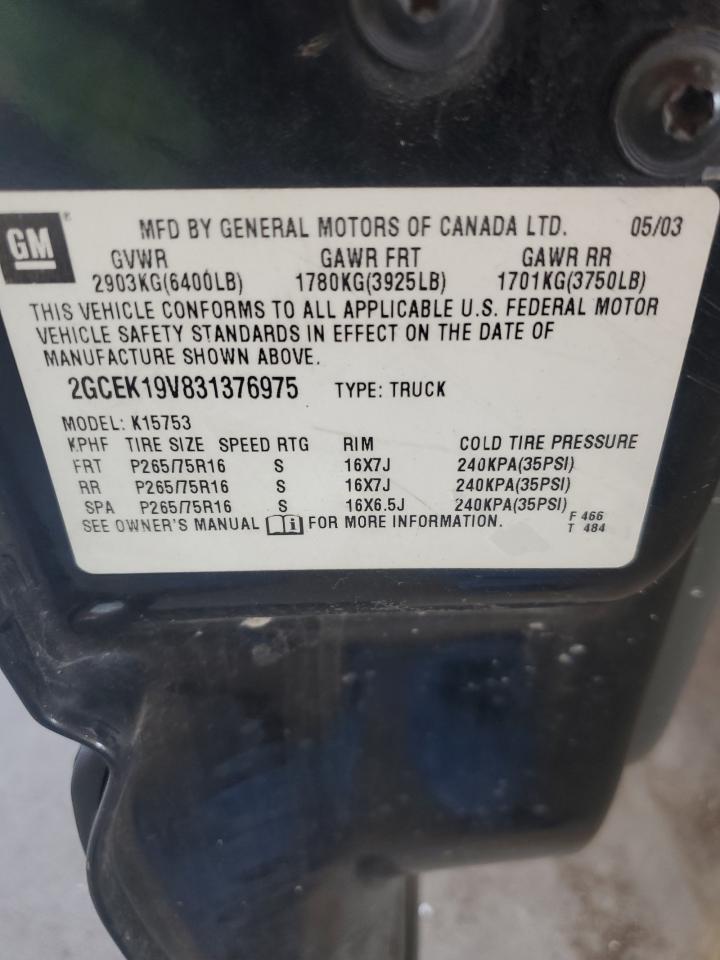 GM
MFD BY GENERAL MOTORS OF CANADA LTD. 05/03
GVWR GAWR FRT GAWR RR
2903KG(6400LB) 1780KG(3925LB) 1701KG(3750LB)
THIS VEHICLE CONFORMS TO ALL APPLICABLE U.S. FEDERAL MOTOR
VEHICLE SAFETY STANDARDS IN EFFECT ON THE DATE OF
MANUFACTURE SHOWN ABOVE.
2GCEK19V831376975 TYPE: TRUCK
MODEL: K15753
KPHF TIRE SIZE SPEED RTG RIM COLD TIRE PRESSURE
FRT P265/75R16 S 16X7J 240KPA(35PSI)
RR P265/75R16 S 16X7J 240KPA(35PSI)
SPA P265/75R16 S 16X6.5J 240KPA(35PSI)
SEE OWNER'S MANUAL i FOR MORE INFORMATION. F 466
T 484